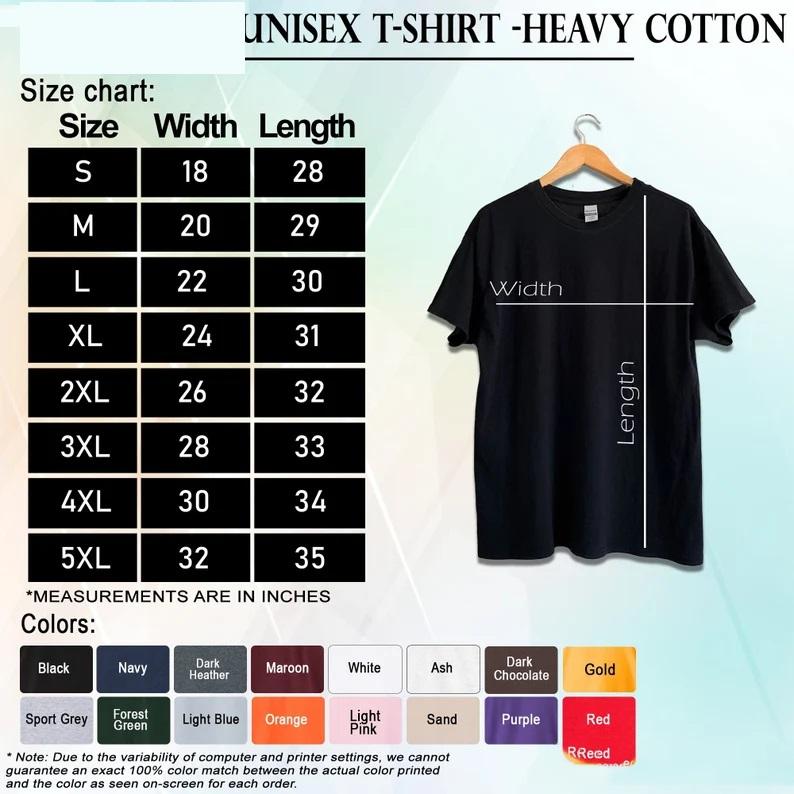 UNISEX T-SHIRT -HEAVY COTTON
Size chart:
Size Width Length
S 18 28
M 20 29
L 22 30
XL 24 31
2XL 26 32
3XL 28 33
4XL 30 34
5XL 32 35
*MEASUREMENTS ARE IN INCHES
Width
Length
Colors:
Black Navy Dark Heather Maroon White Ash Dark Chocolate Gold
Sport Grey Forest Green Light Blue Orange Light Pink Sand Purple Red
* Note: Due to the variability of computer and printer settings, we cannot
guarantee an exact 100% color match between the actual color printed
and the color as seen on-screen for each order.